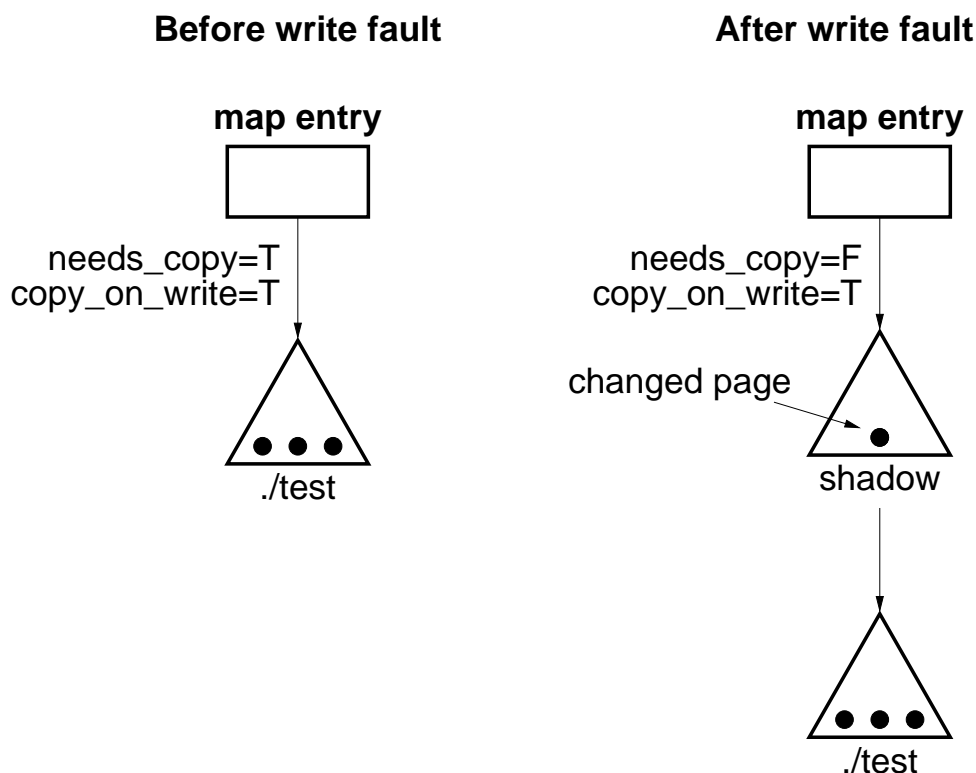 Before write fault
map entry
needs_copy=T
copy_on_write=T
./test
After write fault
map entry
needs_copy=F
copy_on_write=T
changed page
shadow
./test